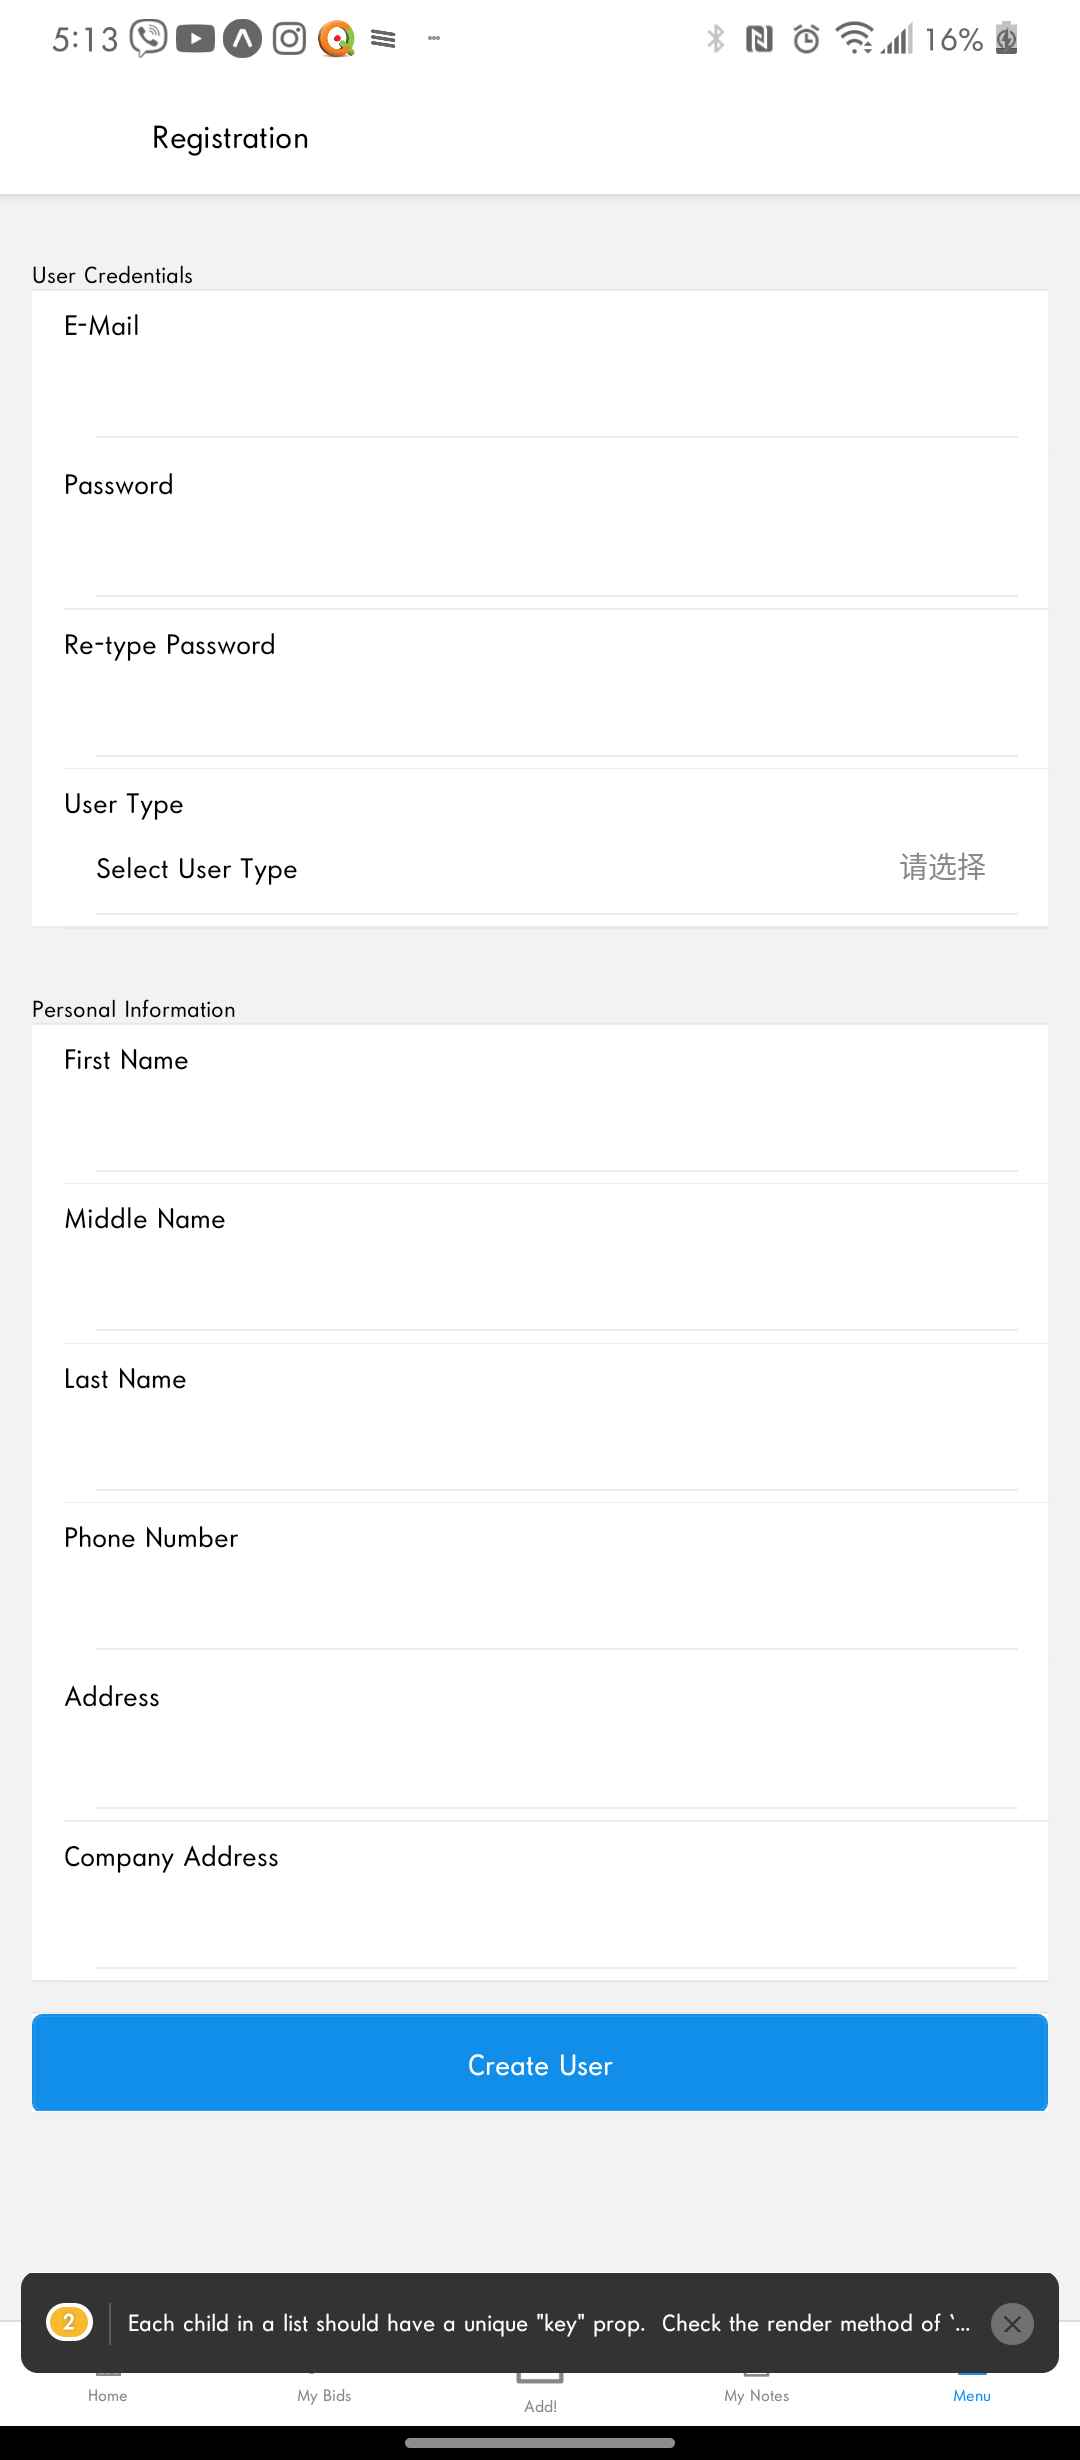 5:13 16%
Registration
User Credentials
E-Mail
Password
Re-type Password
User Type
Select User Type 请选择
Personal Information
First Name
Middle Name
Last Name
Phone Number
Address
Company Address
Create User
2 Each child in a list should have a unique "key" prop. Check the render method of `...
Home My Bids Add! My Notes Menu